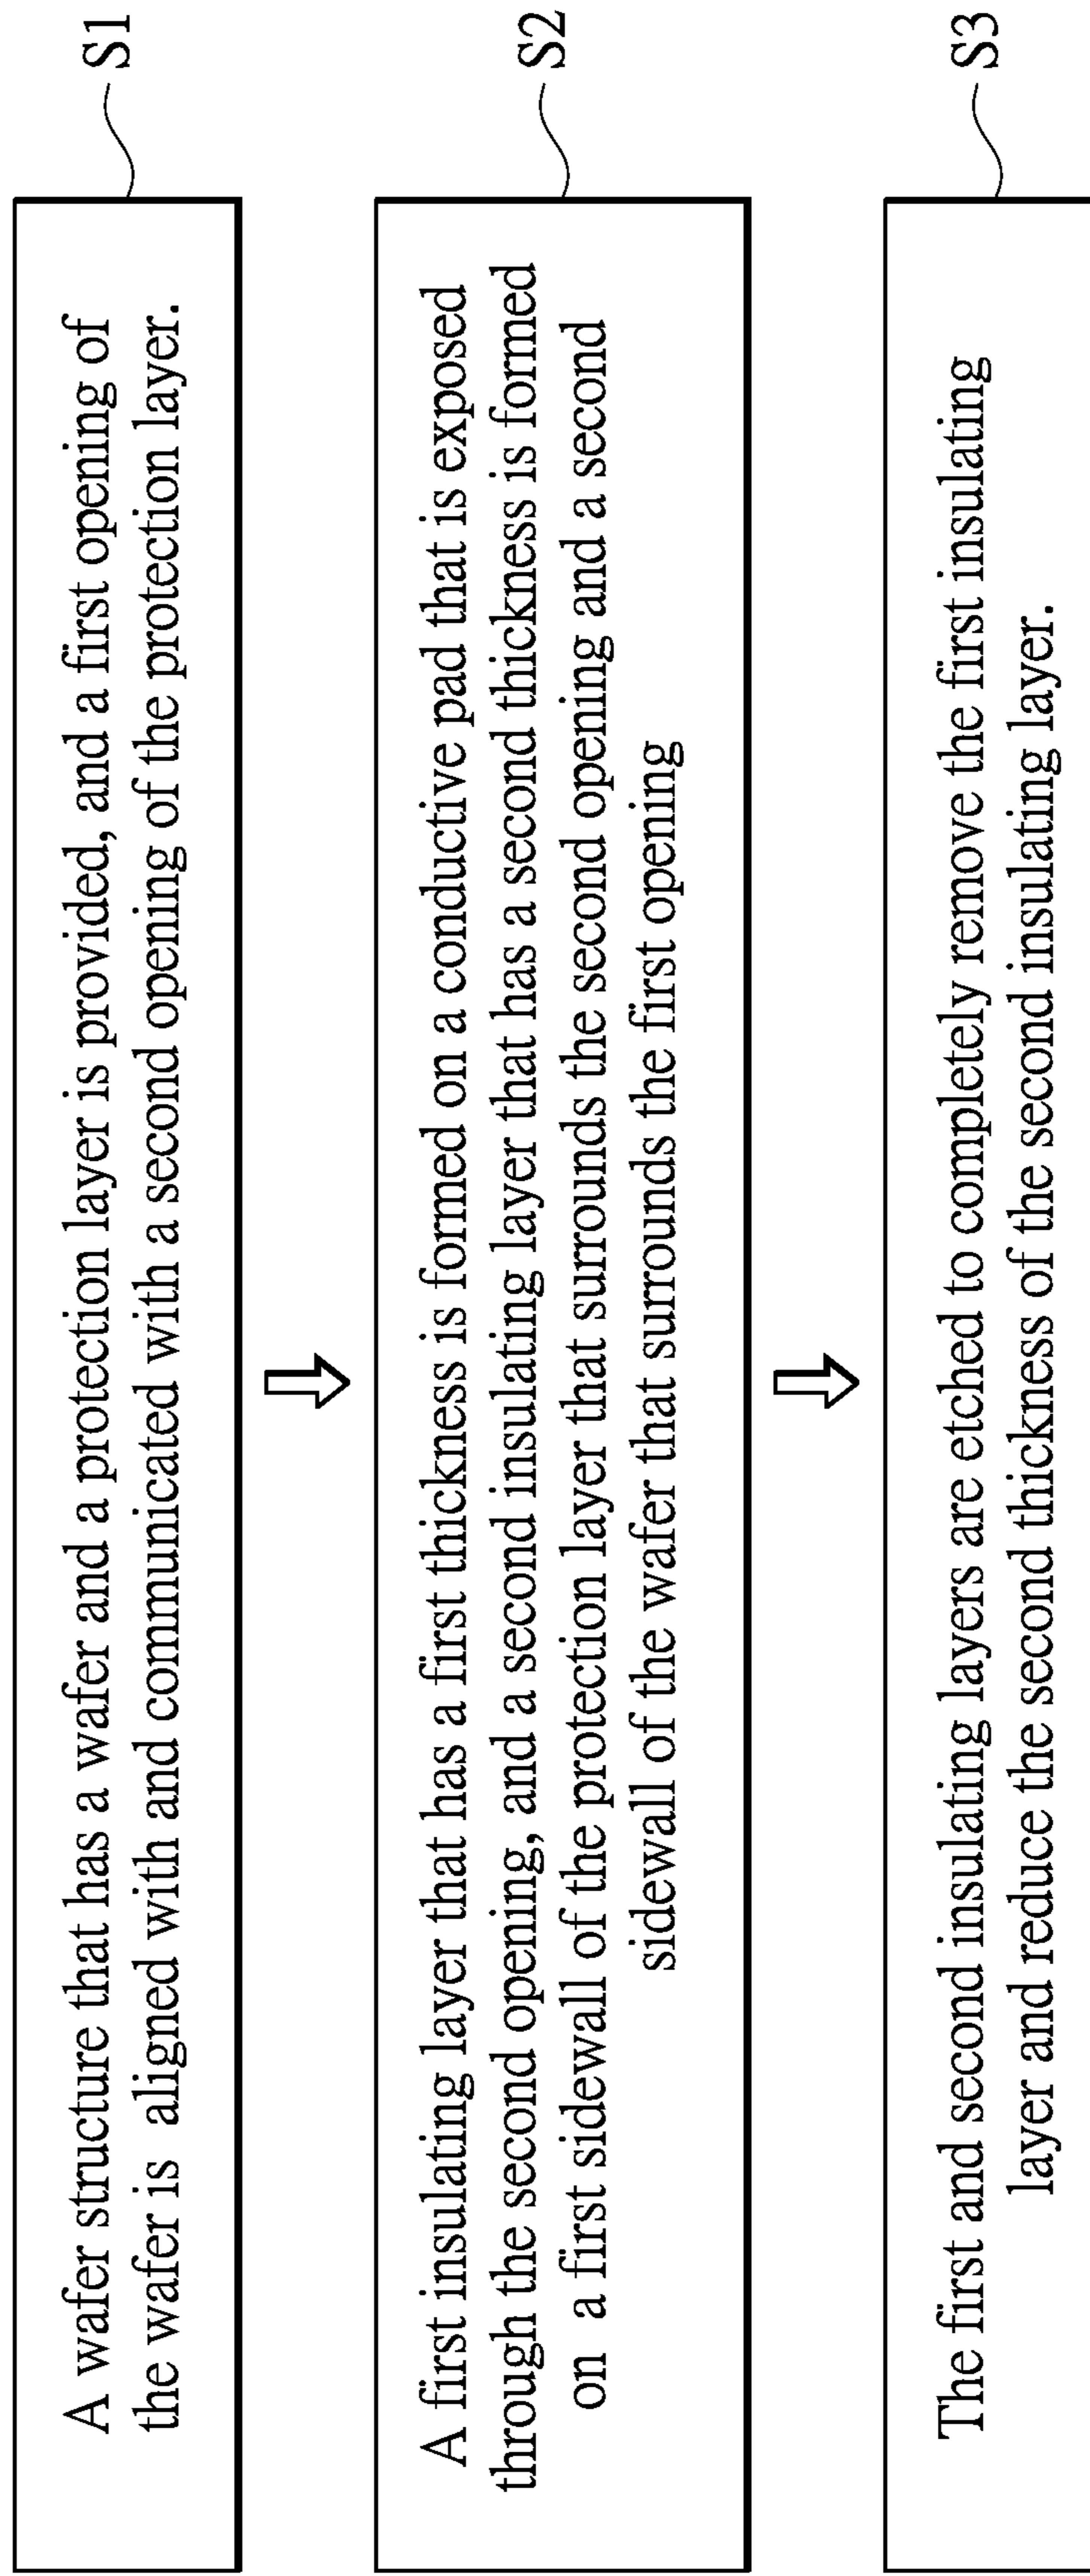 A wafer structure that has a wafer and a protection layer is provided, and a first opening of
the wafer is aligned with and communicated with a second opening of the protection layer.
S1
A first insulating layer that has a first thickness is formed on a conductive pad that is exposed
through the second opening, and a second insulating layer that has a second thickness is formed
on a first sidewall of the protection layer that surrounds the second opening and a second
sidewall of the wafer that surrounds the first opening
S2
The first and second insulating layers are etched to completely remove the first insulating
layer and reduce the second thickness of the second insulating layer.
S3